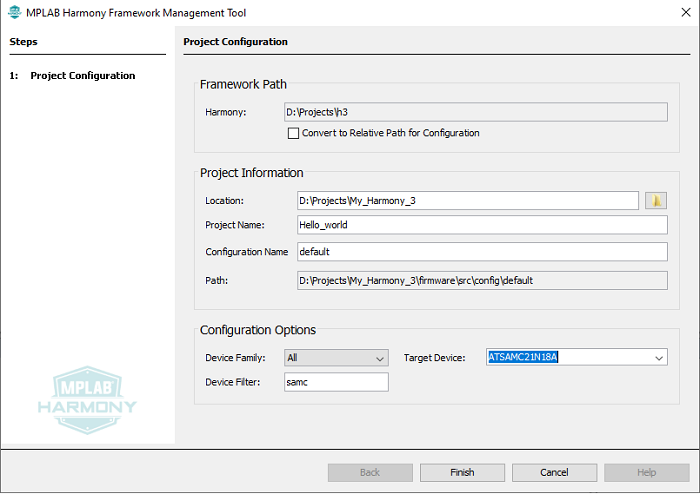 MPLAB Harmony Framework Management Tool
Steps
1: Project Configuration
Project Configuration
Framework Path
Harmony: D:\Projects\h3
Convert to Relative Path for Configuration
Project Information
Location: D:\Projects\My_Harmony_3
Project Name: Hello_world
Configuration Name default
Path: D:\Projects\My_Harmony_3\firmware\src\config\default
Configuration Options
Device Family: All Target Device: ATSAMC21N18A
Device Filter: samc
MPLAB
HARMONY
Back Finish Cancel Help